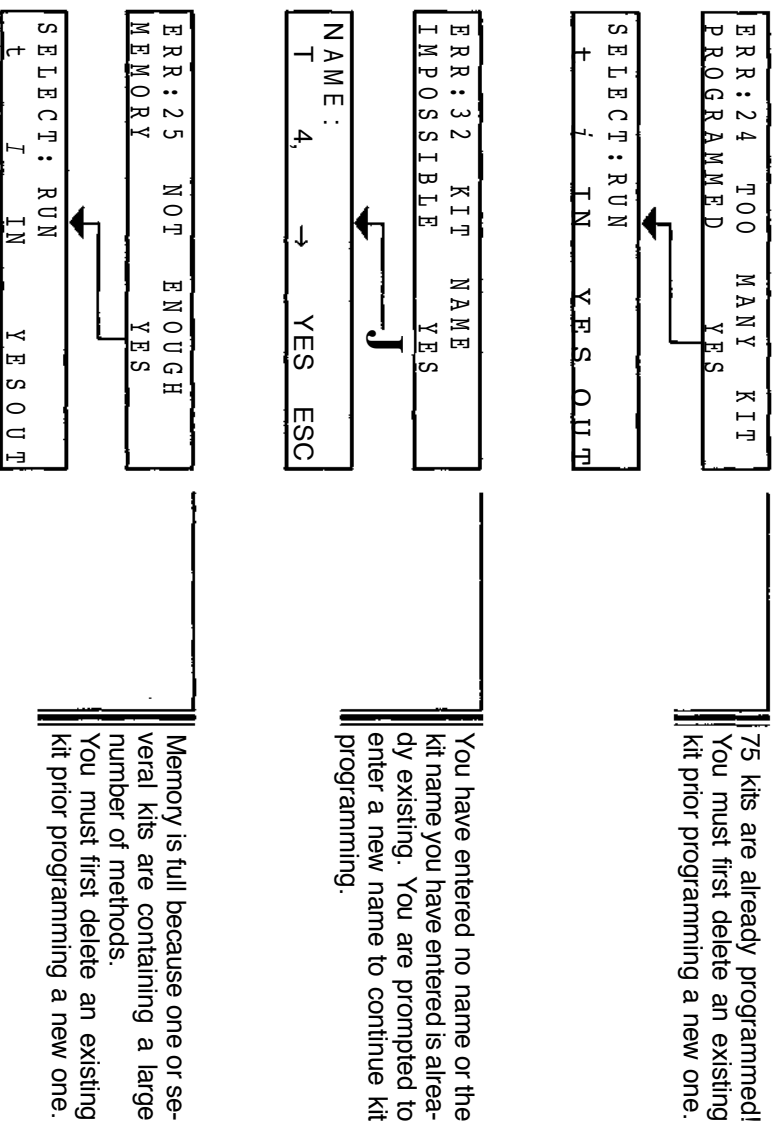 ERR:24 TOO MANY KIT
PROGRAMMED YES
SELECT: RUN
+ i IN YES OUT
75 kits are already programmed!
You must first delete an existing
kit prior programming a new one.
ERR:32 KIT NAME
IMPOSSIBLE YES
NAME:
T 4, → YES ESC
You have entered no name or the
kit name you have entered is alrea-
dy existing. You are prompted to
enter a new name to continue kit
programming.
ERR:25 NOT ENOUGH
MEMORY YES
SELECT: RUN
t I IN YES OUT
Memory is full because one or se-
veral kits are containing a large
number of methods.
You must first delete an existing
kit prior programming a new one.